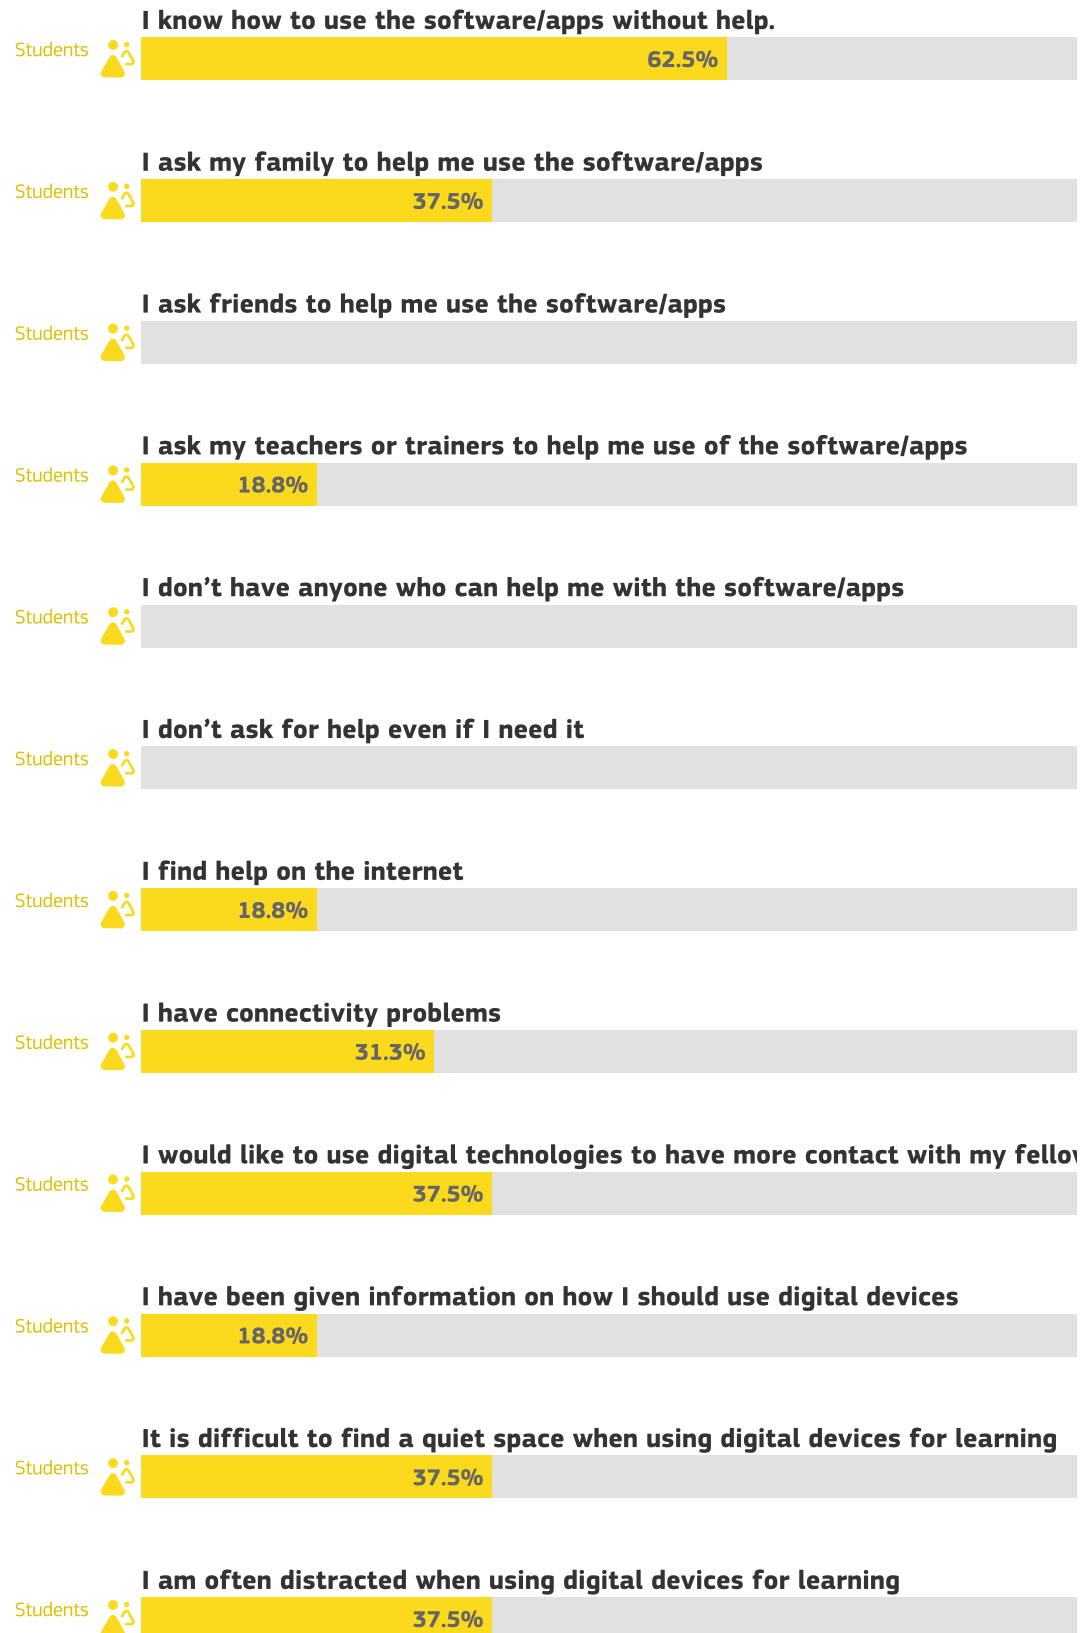 I know how to use the software/apps without help.
Students
62.5%
I ask my family to help me use the software/apps
Students
37.5%
I ask friends to help me use the software/apps
Students
I ask my teachers or trainers to help me use of the software/apps
Students
18.8%
I don’t have anyone who can help me with the software/apps
Students
I don’t ask for help even if I need it
Students
I find help on the internet
Students
18.8%
I have connectivity problems
Students
31.3%
I would like to use digital technologies to have more contact with my
Students
37.5%
I have been given information on how I should use digital devices
Students
18.8%
It is difficult to find a quiet space when using digital devices for learning
Students
37.5%
I am often distracted when using digital devices for learning
Students
37.5%